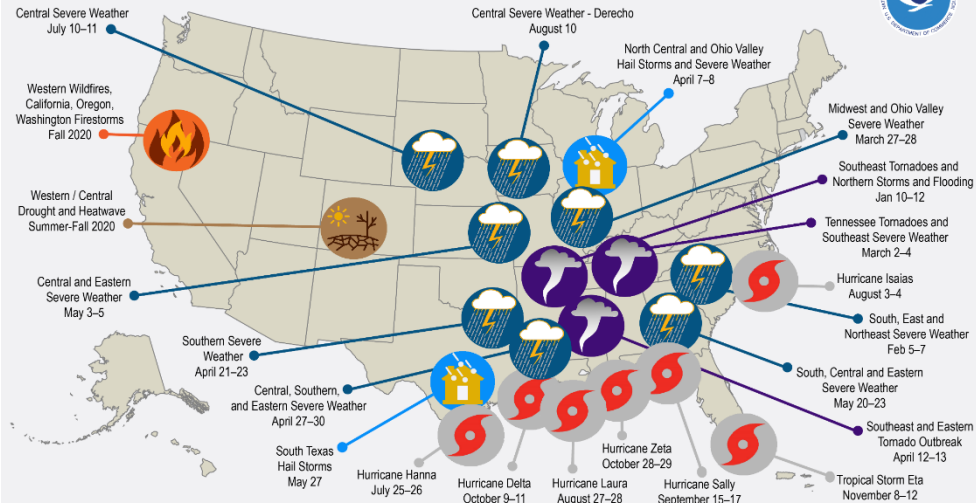 Central Severe Weather
July 10–11
Central Severe Weather - Derecho
August 10
North Central and Ohio Valley
Hail Storms and Severe Weather
April 7–8
U.S. DEPARTMENT OF COMMERCE
Western Wildfires,
California, Oregon,
Washington Firestorms
Fall 2020
Midwest and Ohio Valley
Severe Weather
March 27–28
Southeast Tornadoes and
Northern Storms and Flooding
Jan 10–12
Western / Central
Drought and Heatwave
Summer-Fall 2020
Tennessee Tornadoes and
Southeast Severe Weather
March 2–4
Central and Eastern
Severe Weather
May 3–5
Hurricane Isaias
August 3–4
South, East and
Northeast Severe Weather
Feb 5–7
Southern Severe
Weather
April 21–23
South, Central and Eastern
Severe Weather
May 20–23
Central, Southern,
and Eastern Severe Weather
April 27–30
Southeast and Eastern
Tornado Outbreak
April 12–13
South Texas
Hail Storms
May 27
Hurricane Hanna
July 25–26
Hurricane Delta
October 9–11
Hurricane Laura
August 27–28
Hurricane Zeta
October 28–29
Hurricane Sally
September 15–17
Tropical Storm Eta
November 8–12